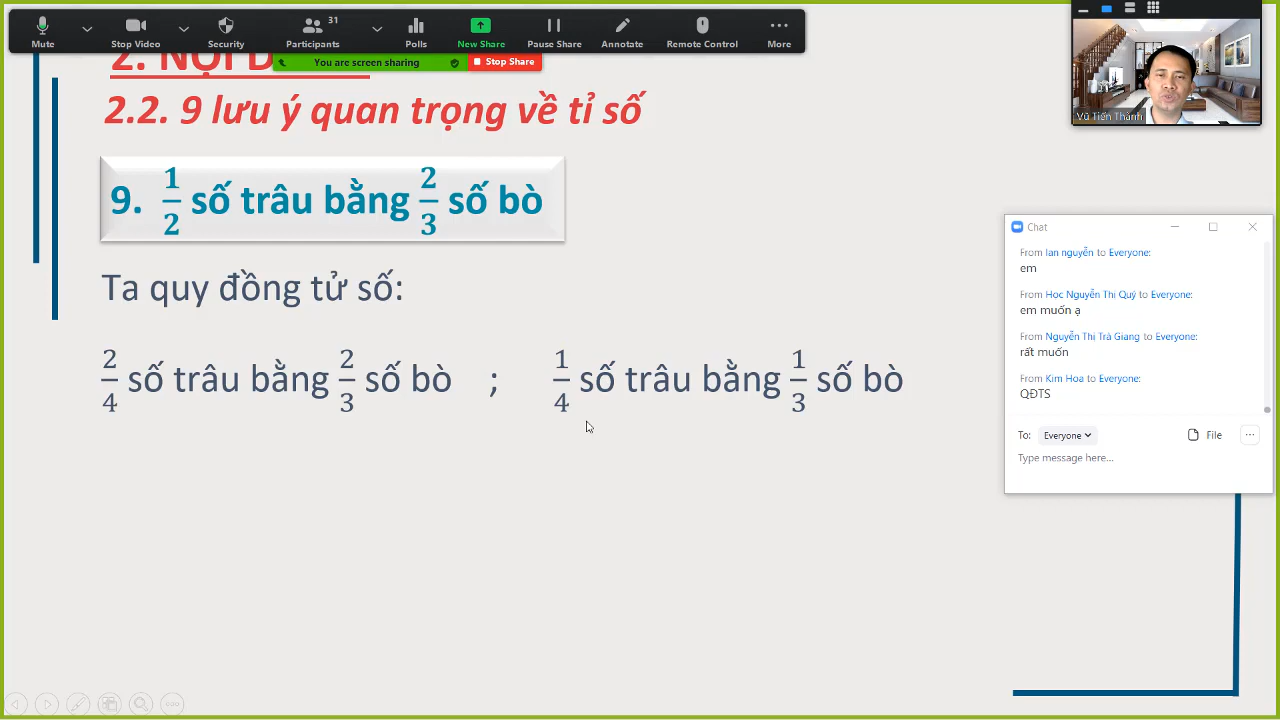 Mute
Stop Video
Security
Participants
31
Polls
New Share
Pause Share
Annotate
Remote Control
More
You are screen sharing
Stop Share
2.2. 9 lưu ý quan trọng về tỉ số
9. 1/2 số trâu bằng 2/3 số bò
Ta quy đồng tử số:
2/4 số trâu bằng 2/3 số bò ; 1/4 số trâu bằng 1/3 số bò
Vũ Tiến Thành
Chat
From lan nguyễn to Everyone:
em
From Hoc Nguyễn Thị Quý to Everyone:
em muốn ạ
From Nguyễn Thị Trà Giang to Everyone:
rất muốn
From Kim Hoa to Everyone:
QĐTS
To: Everyone
File
Type message here...